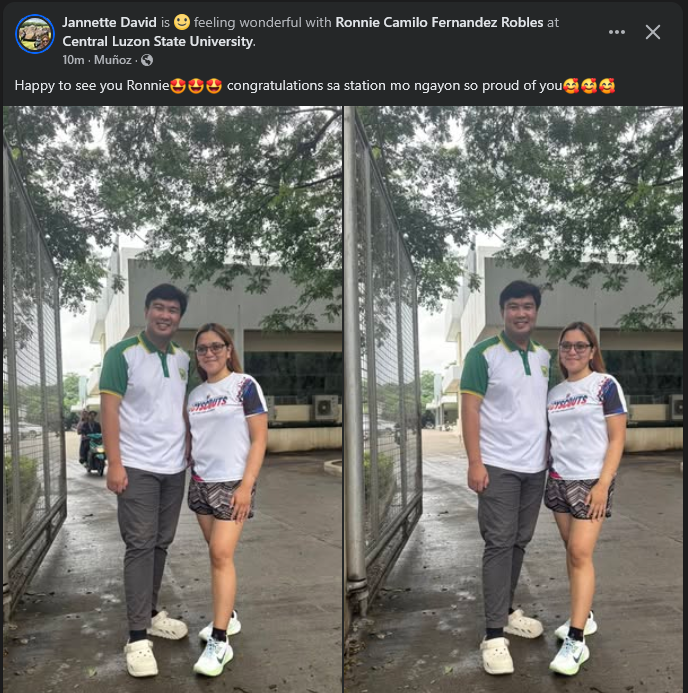 Jannette David is 😀 feeling wonderful with Ronnie Camilo Fernandez Robles at
Central Luzon State University.
10m · Muñoz ·
Happy to see you Ronnie🤩🤩🤩 congratulations sa station mo ngayon so proud of you🥰🥰🥰